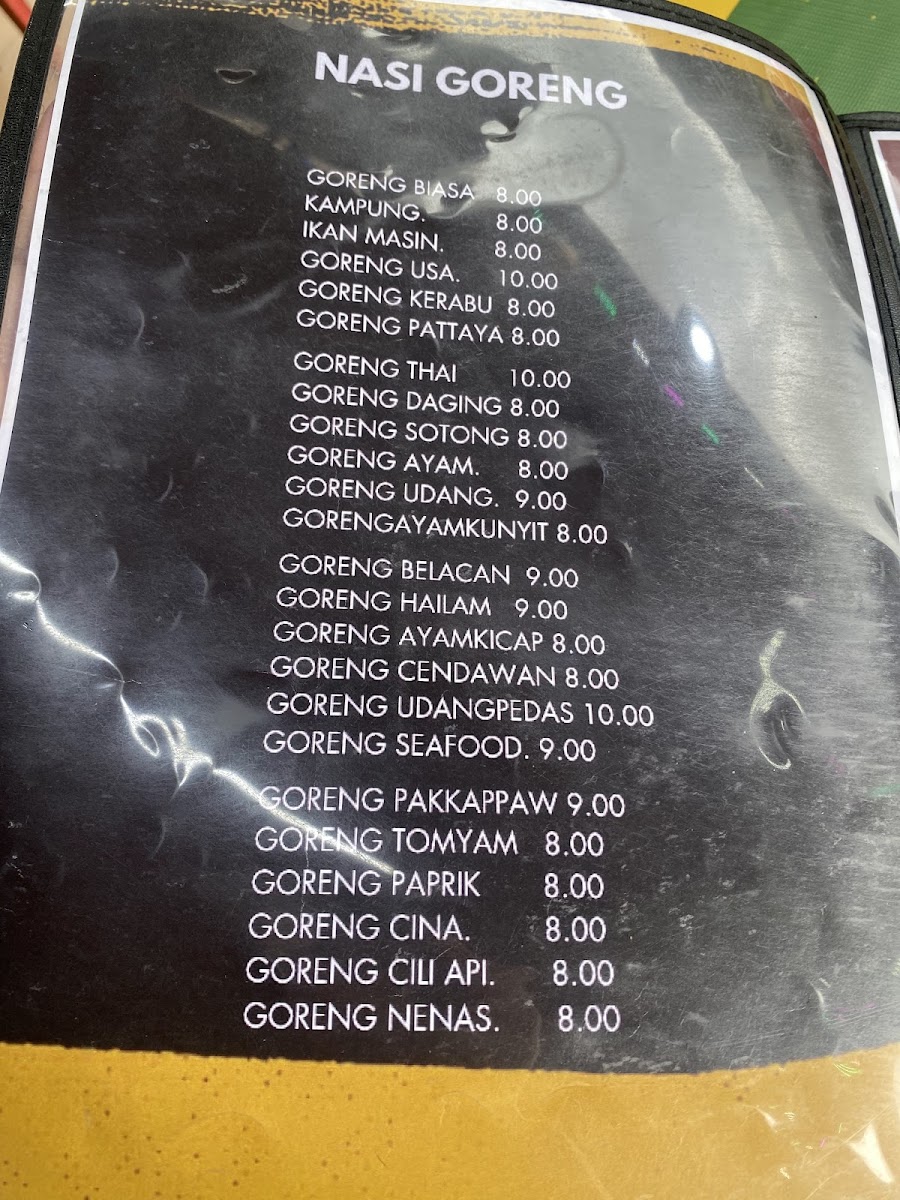 NASI GORENG
GORENG BIASA 8.00
KAMPUNG. 8.00
IKAN MASIN. 8.00
GORENG USA. 10.00
GORENG KERABU 8.00
GORENG PATTAYA 8.00
GORENG THAI 10.00
GORENG DAGING 8.00
GORENG SOTONG 8.00
GORENG AYAM. 8.00
GORENG UDANG. 9.00
GORENGAYAMKUNYIT 8.00
GORENG BELACAN 9.00
GORENG HAILAM 9.00
GORENG AYAMKICAP 8.00
GORENG CENDAWAN 8.00
GORENG UDANGPEDAS 10.00
GORENG SEAFOOD. 9.00
GORENG PAKKAPPAW 9.00
GORENG TOMYAM 8.00
GORENG PAPRIK 8.00
GORENG CINA. 8.00
GORENG CILI API. 8.00
GORENG NENAS. 8.00